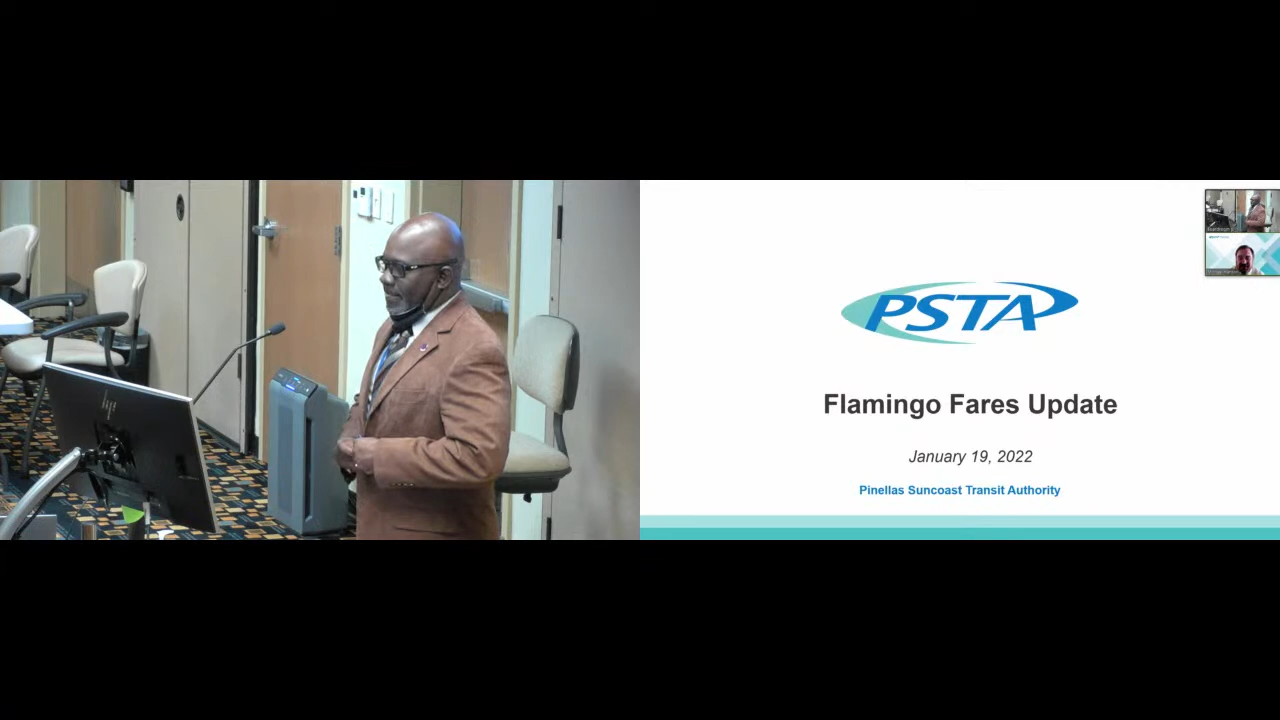 PSTA
Flamingo Fares Update
January 19, 2022
Pinellas Suncoast Transit Authority